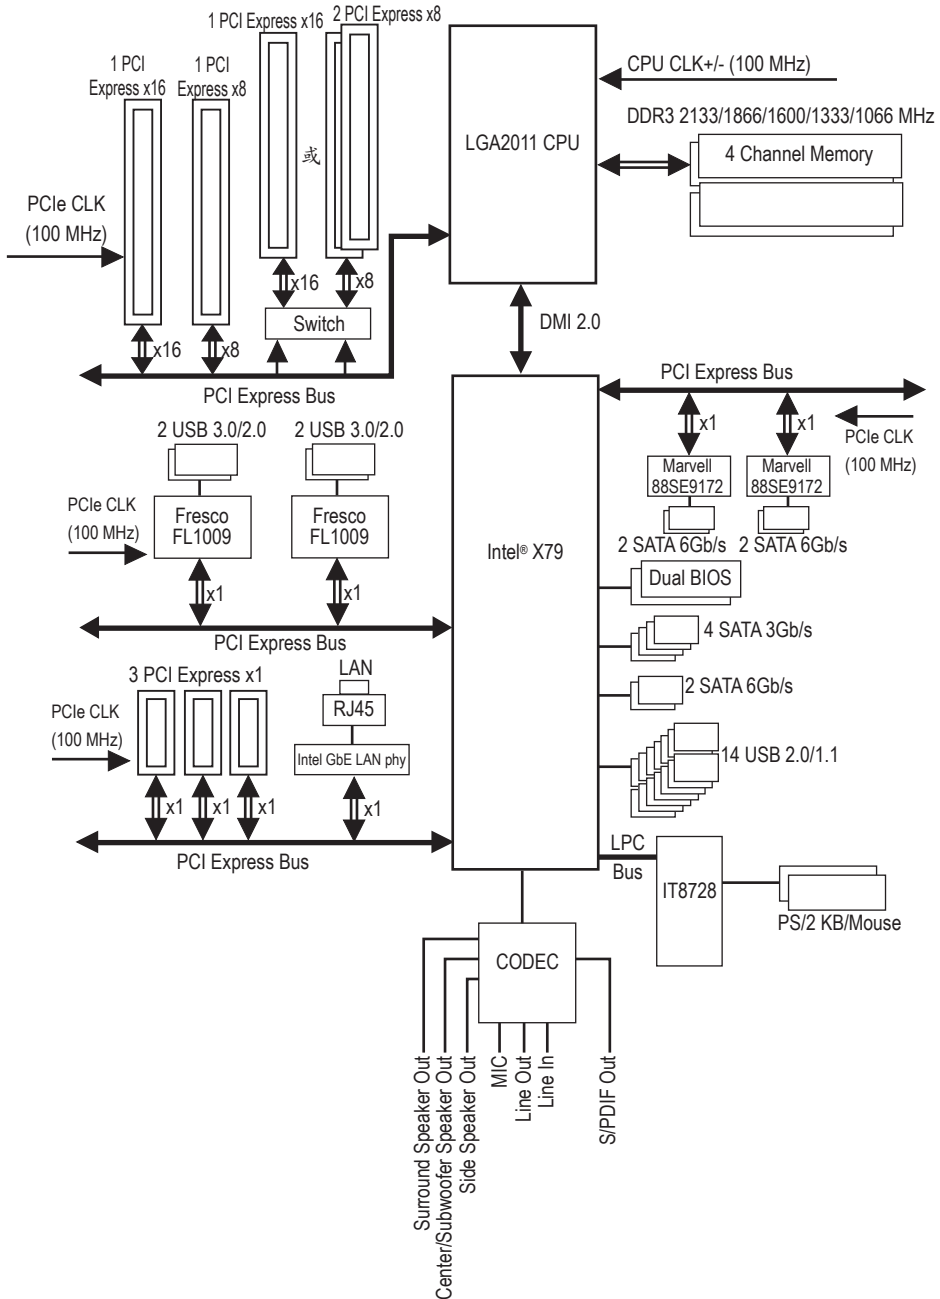 1 PCI Express x16
2 PCI Express x8
1 PCI
Express x16
1 PCI
Express x8
或
PCIe CLK
(100 MHz)
x16
x8
Switch
x16
x8
PCI Express Bus
LGA2011 CPU
CPU CLK+/- (100 MHz)
DDR3 2133/1866/1600/1333/1066 MHz
4 Channel Memory
DMI 2.0
PCI Express Bus
x1
x1
PCIe CLK
(100 MHz)
Marvell
88SE9172
Marvell
88SE9172
2 SATA 6Gb/s
2 SATA 6Gb/s
2 USB 3.0/2.0
2 USB 3.0/2.0
PCIe CLK
(100 MHz)
Fresco
FL1009
Fresco
FL1009
x1
x1
PCI Express Bus
Intel® X79
Dual BIOS
4 SATA 3Gb/s
2 SATA 6Gb/s
14 USB 2.0/1.1
3 PCI Express x1
LAN
RJ45
PCIe CLK
(100 MHz)
Intel GbE LAN phy
x1
x1
x1
x1
PCI Express Bus
LPC
Bus
IT8728
PS/2 KB/Mouse
CODEC
Surround Speaker Out
Center/Subwoofer Speaker Out
Side Speaker Out
MIC
Line Out
Line In
S/PDIF Out